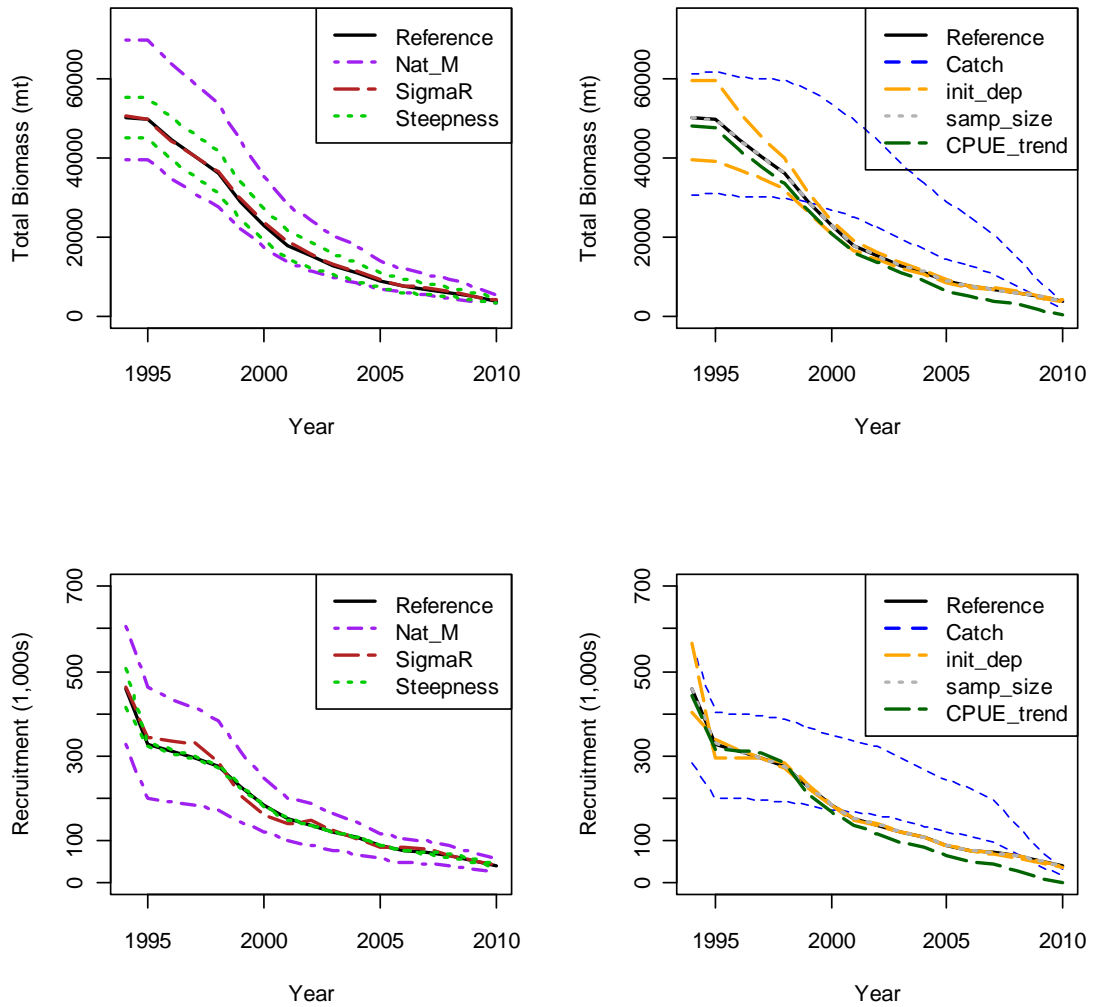 Total Biomass (mt)
60000
40000
20000
0
Reference
Nat_M
SigmaR
Steepness
1995 2000 2005 2010
Year
Total Biomass (mt)
60000
40000
20000
0
Reference
Catch
init_dep
samp_size
CPUE_trend
1995 2000 2005 2010
Year
Recruitment (1,000s)
700
500
300
100
0
Reference
Nat_M
SigmaR
Steepness
1995 2000 2005 2010
Year
Recruitment (1,000s)
700
500
300
100
0
Reference
Catch
init_dep
samp_size
CPUE_trend
1995 2000 2005 2010
Year